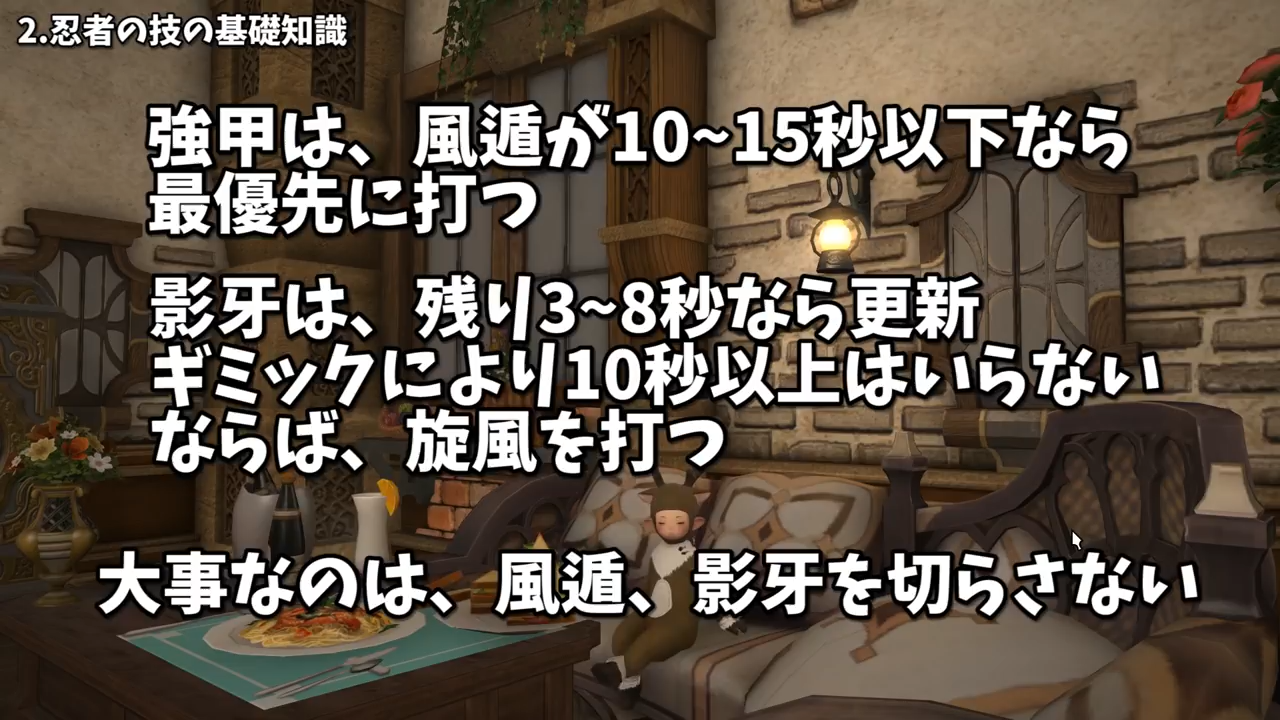 2.忍者の技の基礎知識
強甲は、風遁が10~15秒以下なら
最優先に打つ
影牙は、残り3~8秒なら更新
ギミックにより10秒以上はいらない
ならば、旋風を打つ
大事なのは、風遁、影牙を切らさない